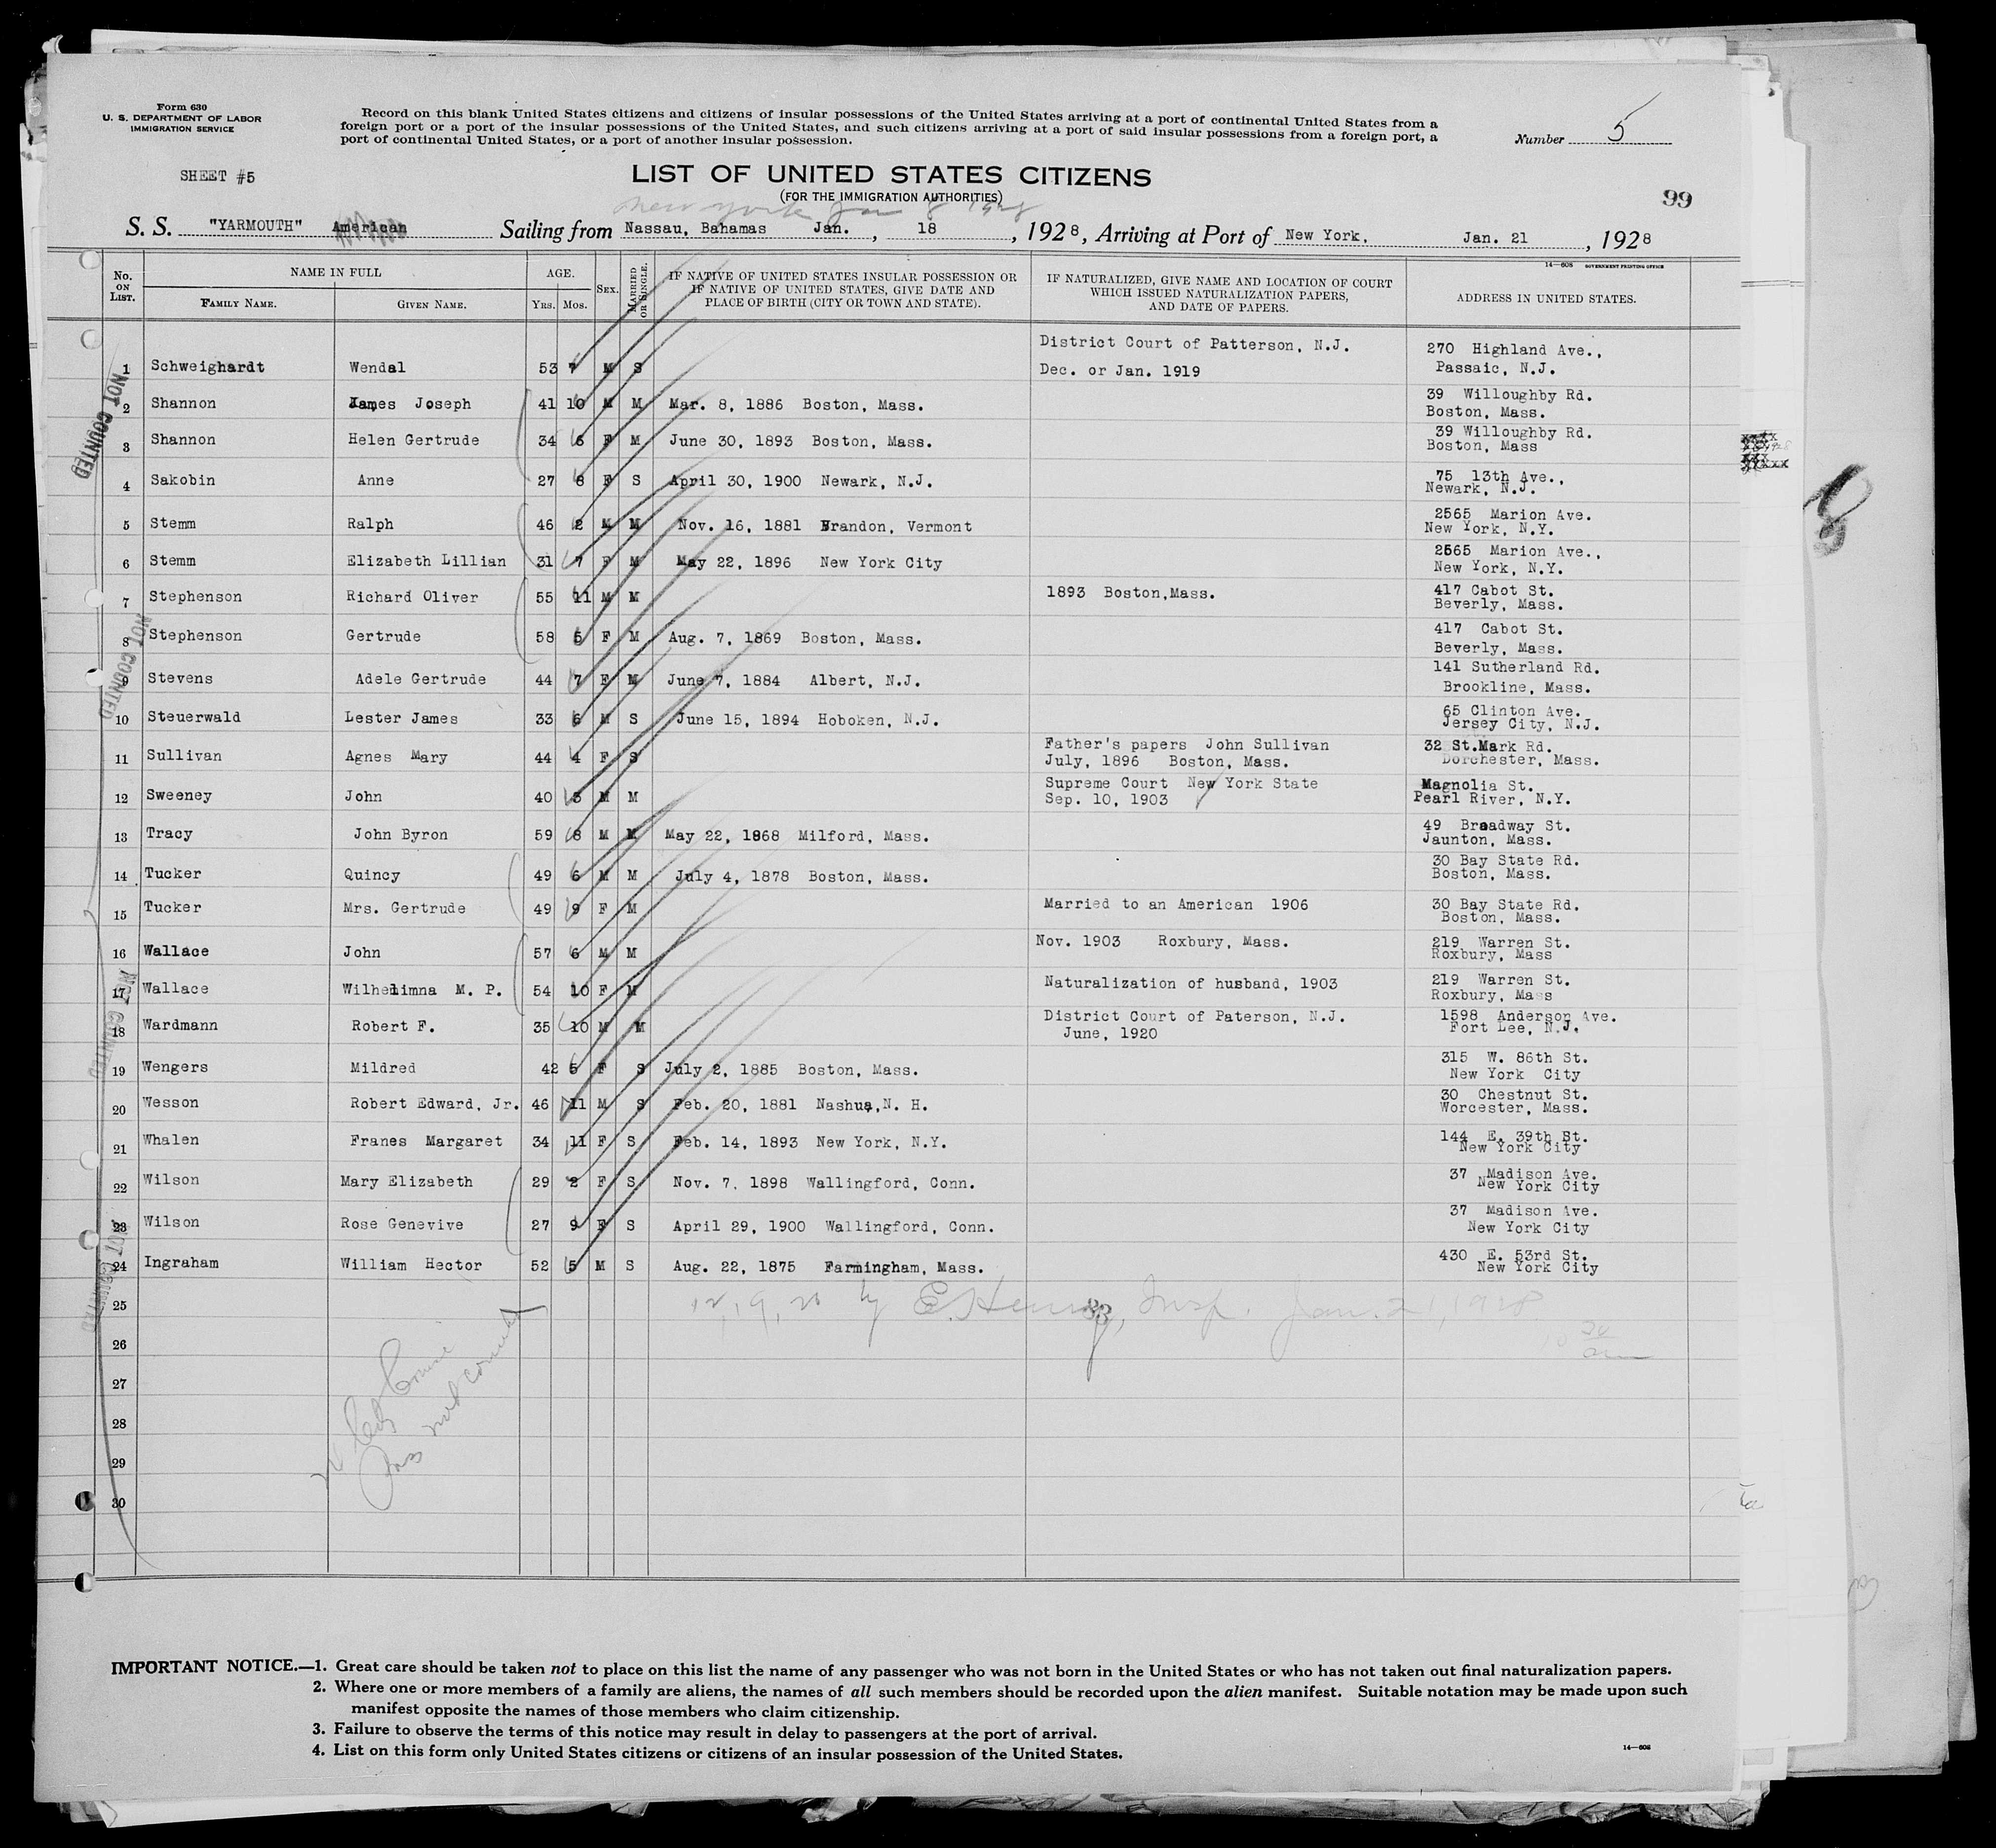 Form 630
U. S. DEPARTMENT OF LABOR
IMMIGRATION SERVICE
Record on this blank United States citizens and citizens of insular possessions of the United States arriving at a port of continental United States from a
foreign port or a port of the insular possessions of the United States, and such citizens arriving at a port of said insular possessions from a foreign port, a
port of continental United States, or a port of another insular possession.
Number 5
SHEET #5
LIST OF UNITED STATES CITIZENS
(FOR THE IMMIGRATION AUTHORITIES)
99
New York Jan 8 1928
S. S. "YARMOUTH" American Sailing from Nassau, Bahamas Jan. , 18 , 1928, Arriving at Port of New York, Jan. 21 , 1928
14—608 GOVERNMENT PRINTING OFFICE
No. ON LIST.
NAME IN FULL
FAMILY NAME. GIVEN NAME.
AGE.
Yrs. Mos.
SEX.
MARRIED OR SINGLE.
IF NATIVE OF UNITED STATES INSULAR POSSESSION OR
IF NATIVE OF UNITED STATES, GIVE DATE AND
PLACE OF BIRTH (CITY OR TOWN AND STATE).
IF NATURALIZED, GIVE NAME AND LOCATION OF COURT
WHICH ISSUED NATURALIZATION PAPERS,
AND DATE OF PAPERS.
ADDRESS IN UNITED STATES.
1 Schweighardt Wendal 53 7 M S District Court of Patterson, N.J. Dec. or Jan. 1919 270 Highland Ave., Passaic, N.J.
2 Shannon James Joseph 41 10 M M Mar. 8, 1886 Boston, Mass. 39 Willoughby Rd. Boston, Mass.
3 Shannon Helen Gertrude 34 6 F M June 30, 1893 Boston, Mass. 39 Willoughby Rd. Boston, Mass
4 Sakobin Anne 27 8 F S April 30, 1900 Newark, N.J. 75 13th Ave., Newark, N.J.
5 Stemm Ralph 46 2 M M Nov. 16, 1881 Brandon, Vermont 2565 Marion Ave. New York, N.Y.
6 Stemm Elizabeth Lillian 31 7 F M May 22, 1896 New York City 2565 Marion Ave., New York, N.Y.
7 Stephenson Richard Oliver 55 11 M M 1893 Boston,Mass. 417 Cabot St. Beverly, Mass.
8 Stephenson Gertrude 58 5 F M Aug. 7, 1869 Boston, Mass. 417 Cabot St. Beverly, Mass.
9 Stevens Adele Gertrude 44 7 F M June 7, 1884 Albert, N.J. 141 Sutherland Rd. Brookline, Mass.
10 Steuerwald Lester James 33 6 M S June 15, 1894 Hoboken, N.J. 65 Clinton Ave. Jersey City, N.J.
11 Sullivan Agnes Mary 44 4 F S Father's papers John Sullivan July, 1896 Boston, Mass. 32 St.Mark Rd. Dorchester, Mass.
12 Sweeney John 40 3 M M Supreme Court New York State Sep. 10, 1903 Magnolia St. Pearl River, N.Y.
13 Tracy John Byron 59 8 M M May 22, 1868 Milford, Mass. 49 Broadway St. Jaunton, Mass.
14 Tucker Quincy 49 6 M M July 4, 1878 Boston, Mass. 30 Bay State Rd. Boston, Mass.
15 Tucker Mrs. Gertrude 49 9 F M Married to an American 1906 30 Bay State Rd. Boston, Mass.
16 Wallace John 57 6 M M Nov. 1903 Roxbury, Mass. 219 Warren St. Roxbury, Mass
17 Wallace Wilhelimna M. P. 54 10 F M Naturalization of husband, 1903 219 Warren St. Roxbury, Mass
18 Wardmann Robert F. 35 10 M M District Court of Paterson, N.J. June, 1920 1598 Anderson Ave. Fort Lee, N.J.
19 Wengers Mildred 42 6 F S July 2, 1885 Boston, Mass. 315 W. 86th St. New York City
20 Wesson Robert Edward, Jr. 46 11 M S Feb. 20, 1881 Nashua,N. H. 30 Chestnut St. Worcester, Mass.
21 Whalen Franes Margaret 34 11 F S Feb. 14, 1893 New York, N.Y. 144 E. 39th St. New York City
22 Wilson Mary Elizabeth 29 2 F S Nov. 7, 1898 Wallingford, Conn. 37 Madison Ave. New York City
23 Wilson Rose Genevive 27 9 F S April 29, 1900 Wallingford, Conn. 37 Madison Ave. New York City
24 Ingraham William Hector 52 5 M S Aug. 22, 1875 Farmingham, Mass. 430 E. 53rd St. New York City
25
by E. Henry, Insp. Jan. 21, 1928
33
26
27
28
29
30
NOT COUNTED
NOT COUNTED
NOT COUNTED
NOT COUNTED
8
IMPORTANT NOTICE.—1. Great care should be taken not to place on this list the name of any passenger who was not born in the United States or who has not taken out final naturalization papers.
2. Where one or more members of a family are aliens, the names of all such members should be recorded upon the alien manifest. Suitable notation may be made upon such
manifest opposite the names of those members who claim citizenship.
3. Failure to observe the terms of this notice may result in delay to passengers at the port of arrival.
4. List on this form only United States citizens or citizens of an insular possession of the United States.
14—608